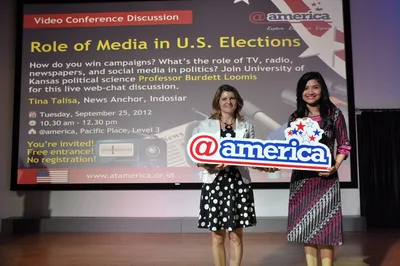 Video Conference Discussion
@america
Role of Media in U.S. Elections
How do you win campaigns? What's the role of TV, radio,
newspapers, and social media in politics? Join University of
Kansas political science Professor Burdett Loomis
for this live web-chat discussion.
Tina Talisa, News Anchor, Indosiar
Tuesday, September 25, 2012
10.30 am - 12.30 pm
@america, Pacific Place, Level 3
You're invited!
Free entrance!
No registration!
www.atamerica.or.id
@america